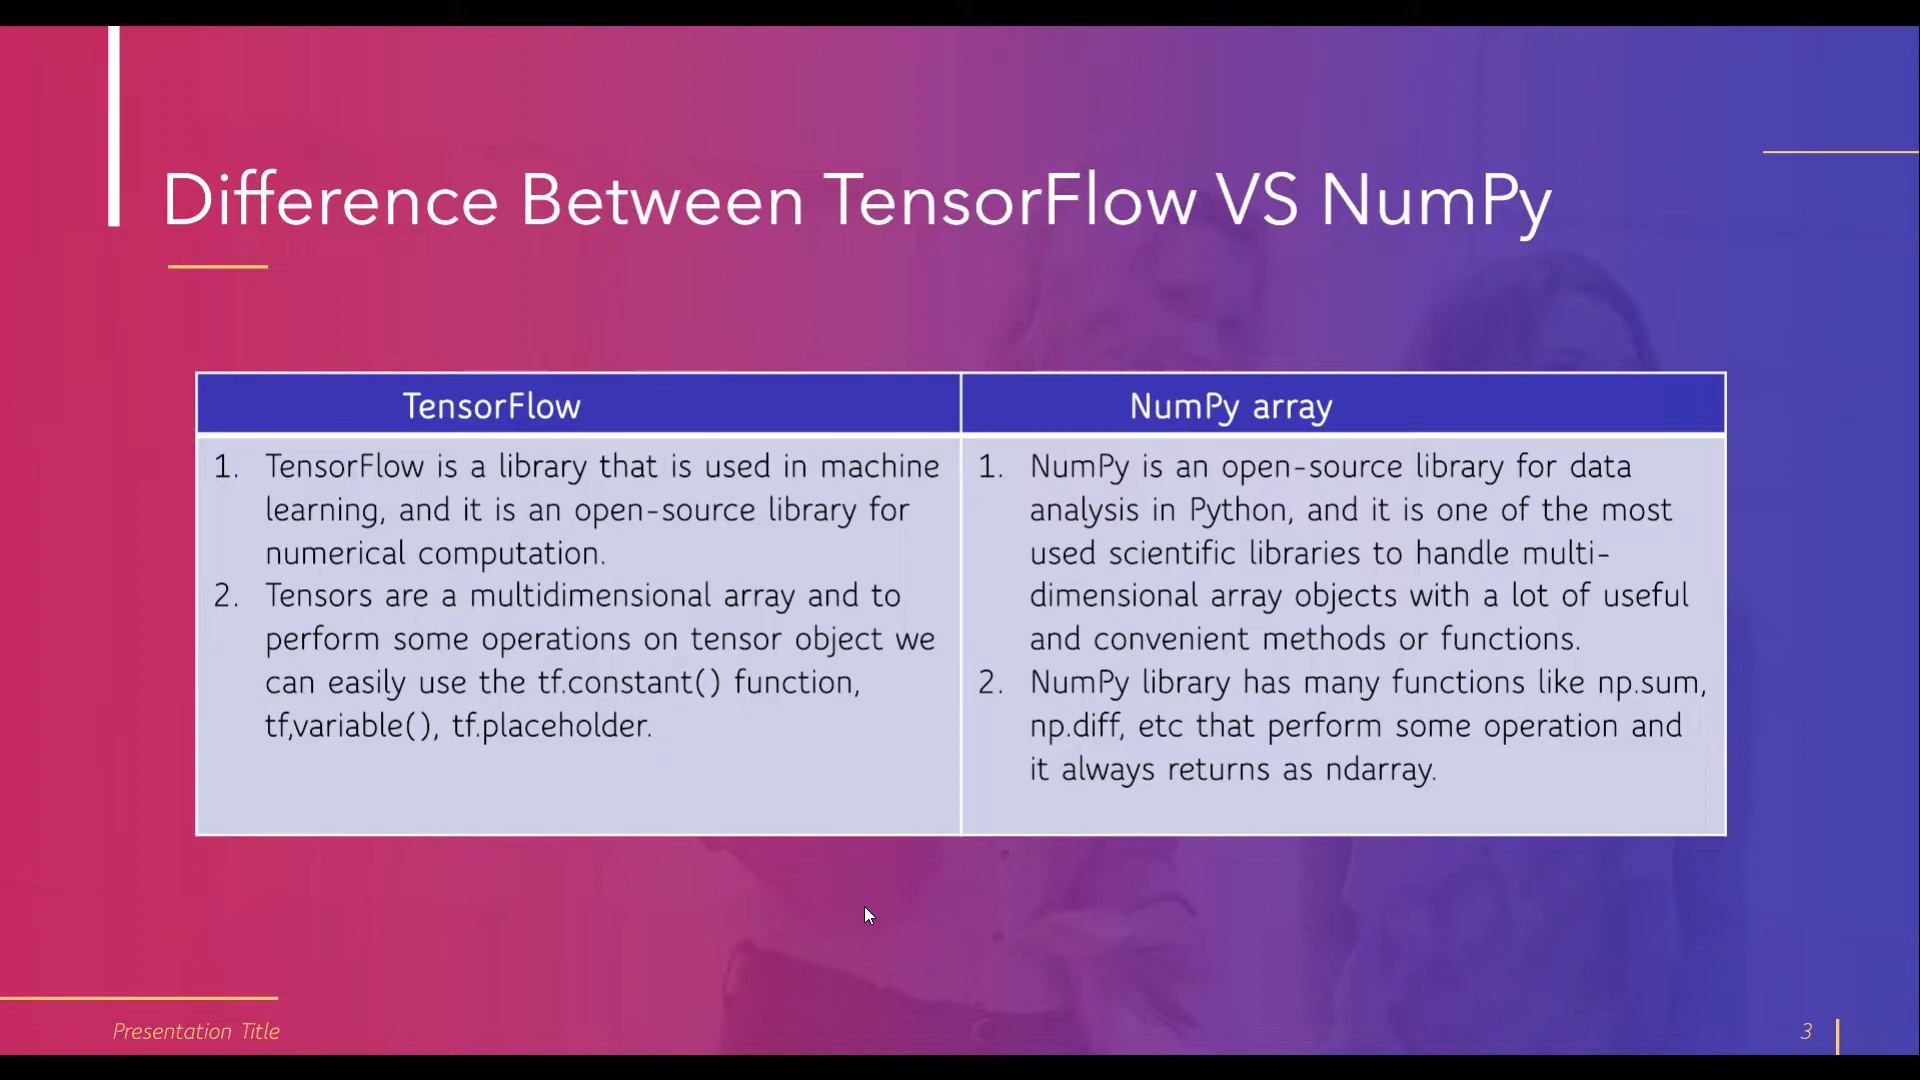 Difference Between TensorFlow VS NumPy
TensorFlow
1. TensorFlow is a library that is used in machine
learning, and it is an open-source library for
numerical computation.
2. Tensors are a multidimensional array and to
perform some operations on tensor object we
can easily use the tf.constant() function,
tf,variable(), tf.placeholder.
NumPy array
1. NumPy is an open-source library for data
analysis in Python, and it is one of the most
used scientific libraries to handle multi-
dimensional array objects with a lot of useful
and convenient methods or functions.
2. NumPy library has many functions like np.sum,
np.diff, etc that perform some operation and
it always returns as ndarray.
Presentation Title
3